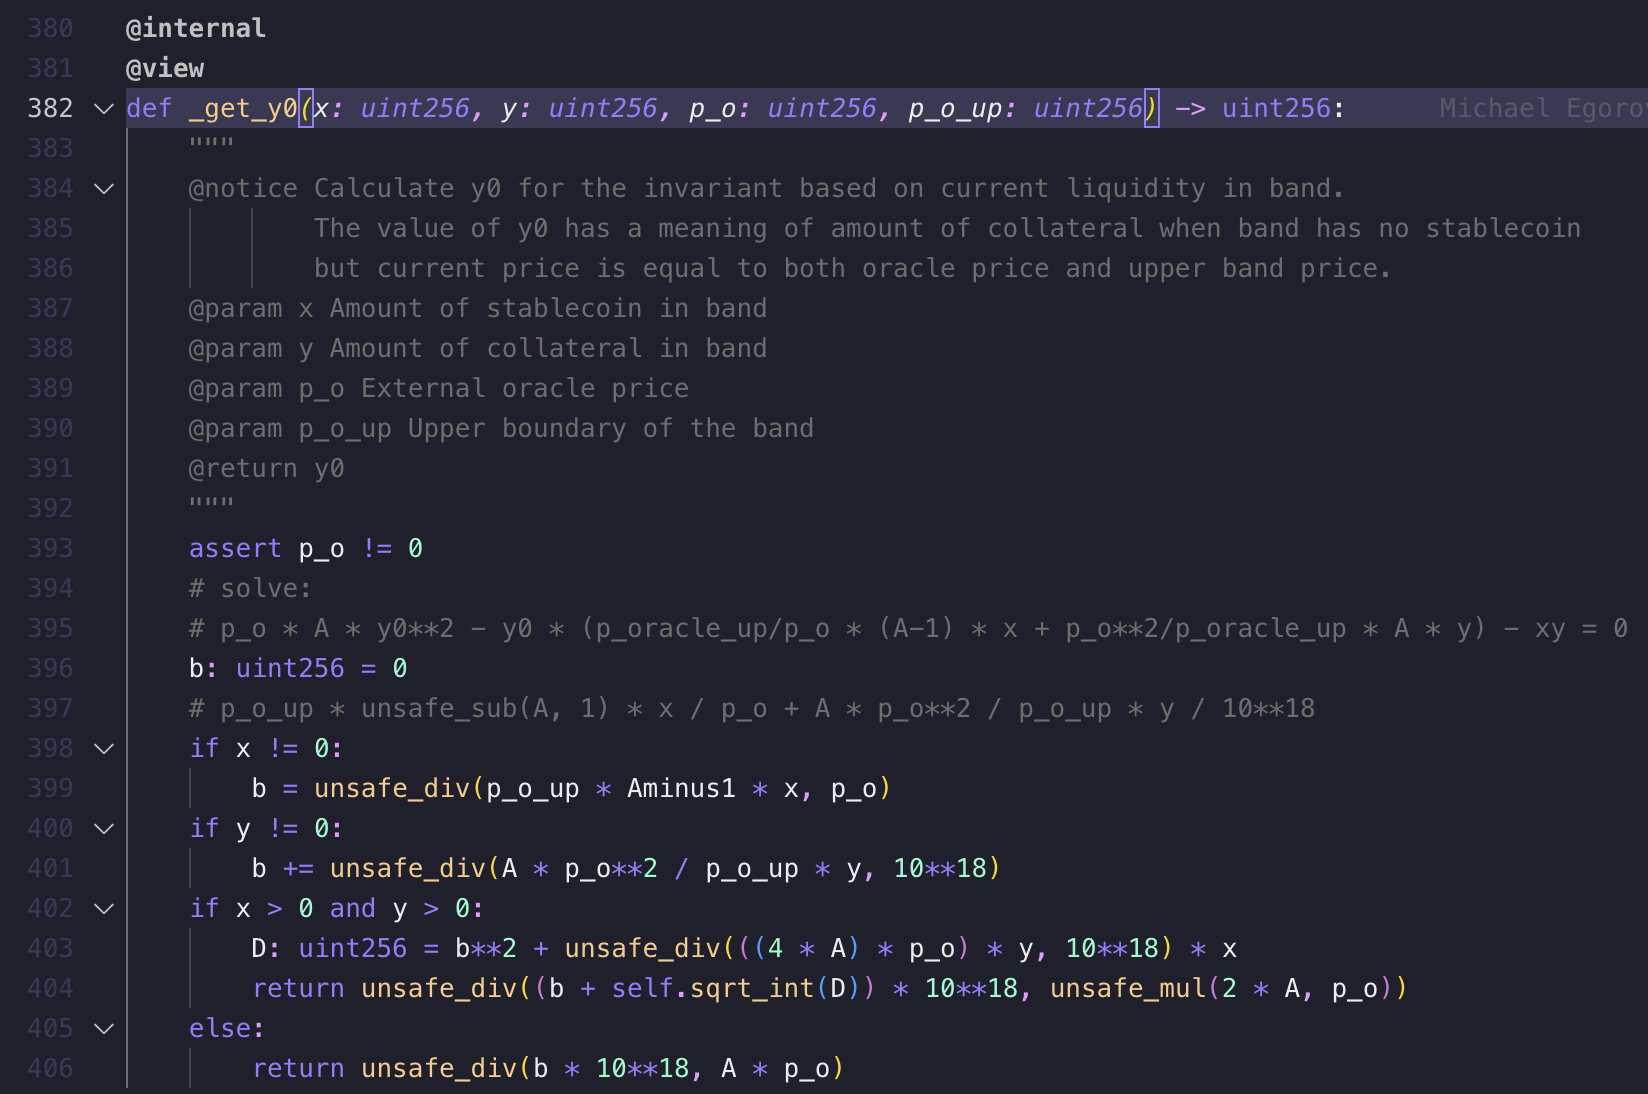 380 @internal
381 @view
382 def _get_y0(x: uint256, y: uint256, p_o: uint256, p_o_up: uint256) -> uint256: Michael
383 """
384 @notice Calculate y0 for the invariant based on current liquidity in band.
385 The value of y0 has a meaning of amount of collateral when band has no stablecoin
386 but current price is equal to both oracle price and upper band price.
387 @param x Amount of stablecoin in band
388 @param y Amount of collateral in band
389 @param p_o External oracle price
390 @param p_o_up Upper boundary of the band
391 @return y0
392 """
393 assert p_o != 0
394 # solve:
395 # p_o * A * y0**2 - y0 * (p_oracle_up/p_o * (A-1) * x + p_o**2/p_oracle_up * A * y) - xy = 0
396 b: uint256 = 0
397 # p_o_up * unsafe_sub(A, 1) * x / p_o + A * p_o**2 / p_o_up * y / 10**18
398 if x != 0:
399 b = unsafe_div(p_o_up * Aminus1 * x, p_o)
400 if y != 0:
401 b += unsafe_div(A * p_o**2 / p_o_up * y, 10**18)
402 if x > 0 and y > 0:
403 D: uint256 = b**2 + unsafe_div(((4 * A) * p_o) * y, 10**18) * x
404 return unsafe_div((b + self.sqrt_int(D)) * 10**18, unsafe_mul(2 * A, p_o))
405 else:
406 return unsafe_div(b * 10**18, A * p_o)